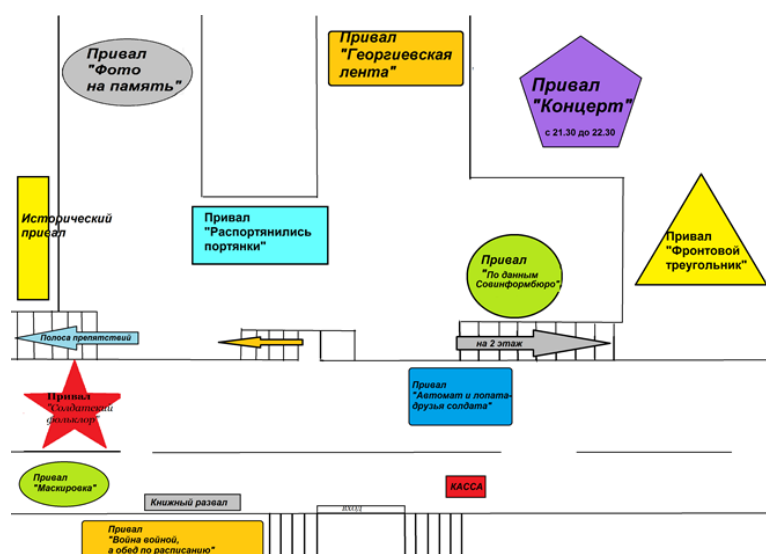 Привал
"Фото
на память"
Привал
"Георгиевская
лента"
Привал
"Концерт"
с 21.30 до 22.30
Исторический
привал
Привал
"Распортянились
портянки"
Привал
"По данным
Совинформбюро",
Привал
"Фронтовой
треугольник"
Полоса препятствий
на 2 этаж
Привал
"Солдатский
фольклор"
Привал
"Автомат и лопата-
друзья солдата"
Привал
"Маскировка"
Книжный развал
КАССА
ВХОД
Привал
"Война войной,
а обед по расписанию"